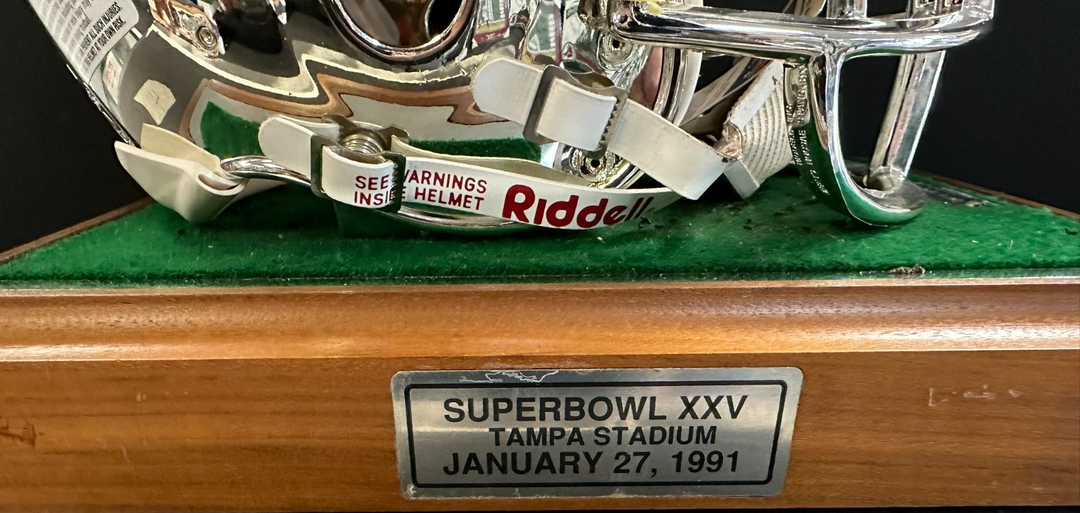 SEE WARNINGS
INSIDE HELMET
Riddell
SUPERBOWL XXV
TAMPA STADIUM
JANUARY 27, 1991